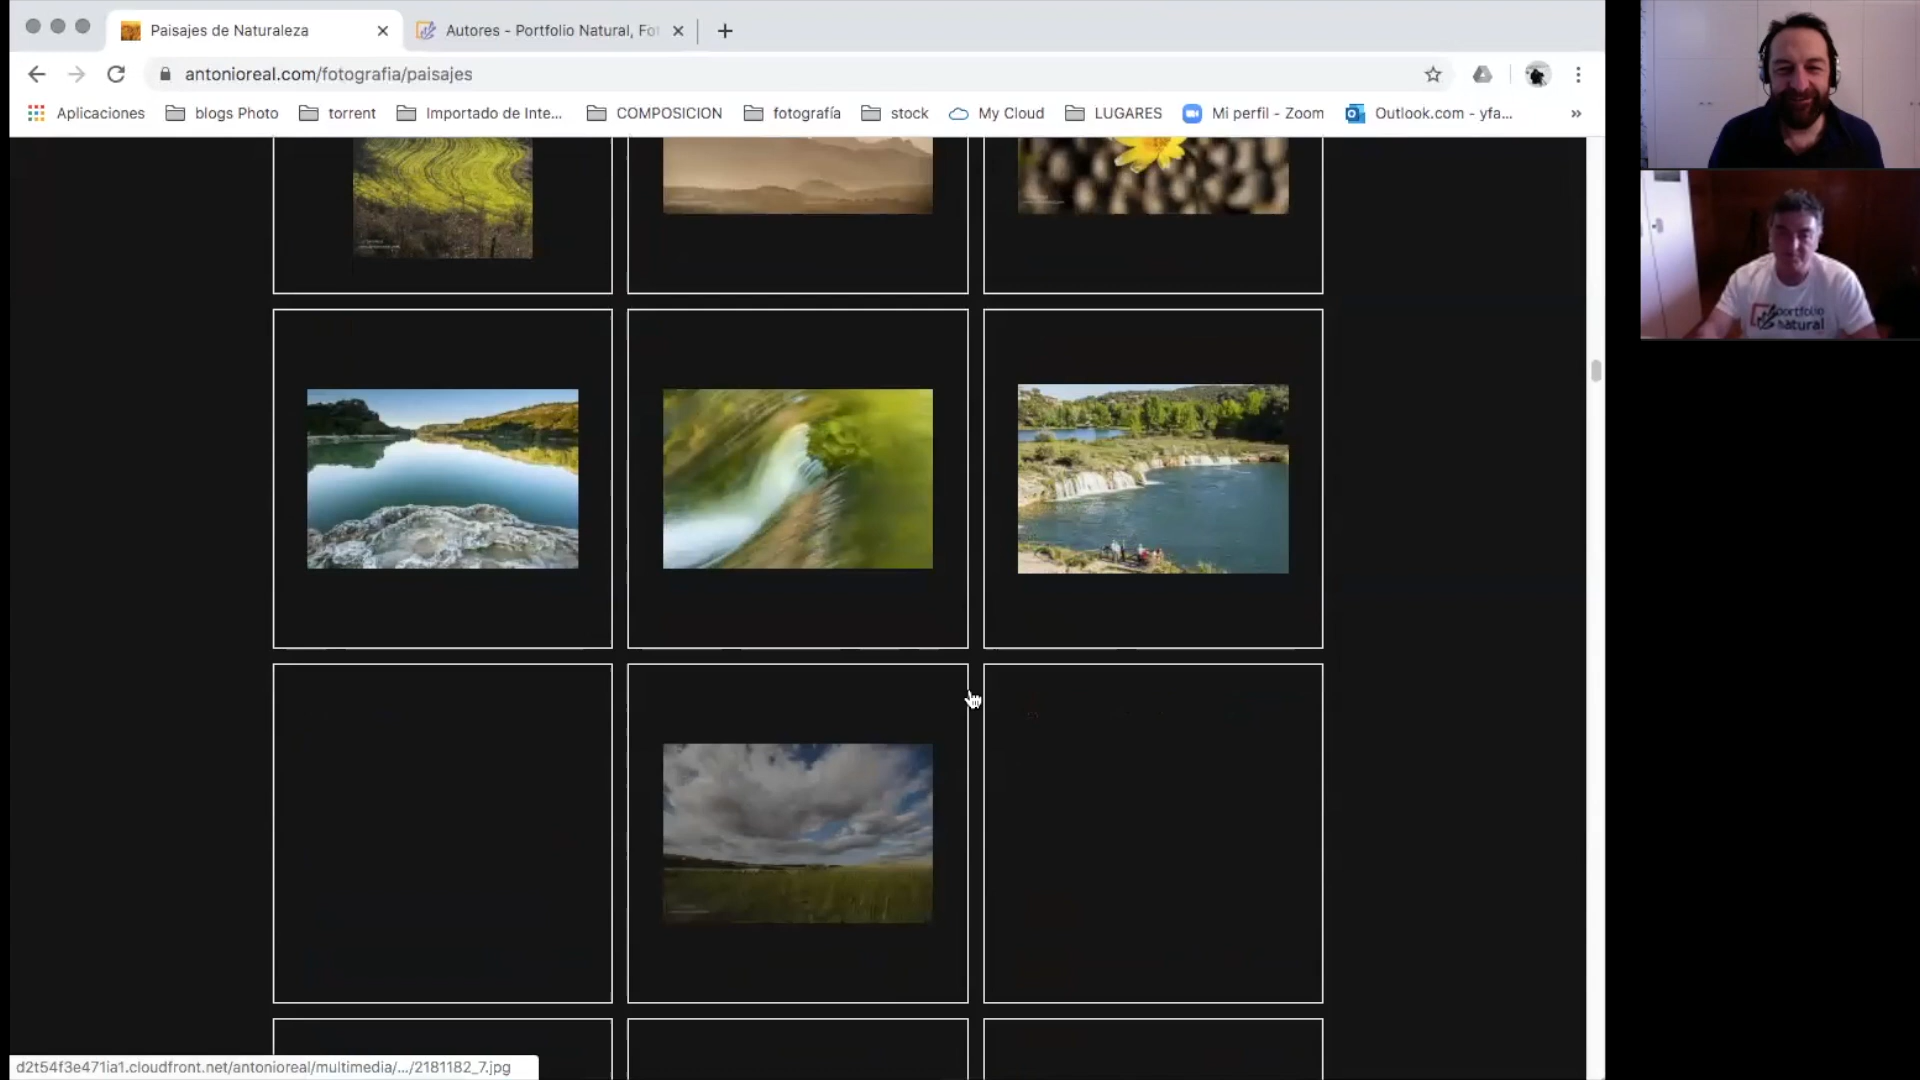 Paisajes de Naturaleza
Autores - Portfolio Natural, Fo
antonioreal.com/fotografia/paisajes
Aplicaciones blogs Photo torrent Importado de Inte... COMPOSICION fotografía stock My Cloud LUGARES Mi perfil - Zoom Outlook.com - yfa... »
portfolio
natural
d2t54f3e471ia1.cloudfront.net/antonioreal/multimedia/.../2181182_7.jpg